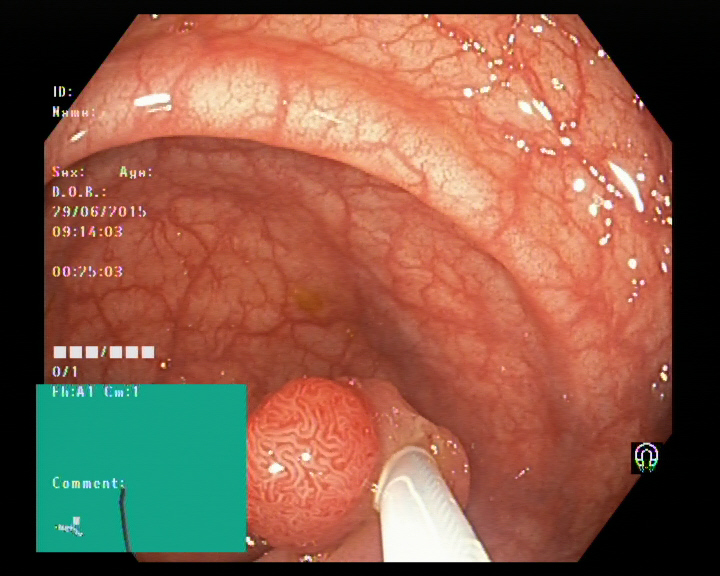 ID:
Name:
Sex: Age:
D.O.B.:
29/06/2015
09:14:03
00:25:03
■■■/■■■
0/1
Eh:A1 Cm:1
Comment: